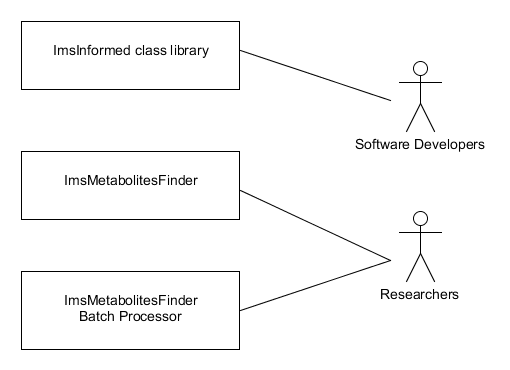 ImsInformed class library
Software Developers
ImsMetabolitesFinder
Researchers
ImsMetabolitesFinder
Batch Processor